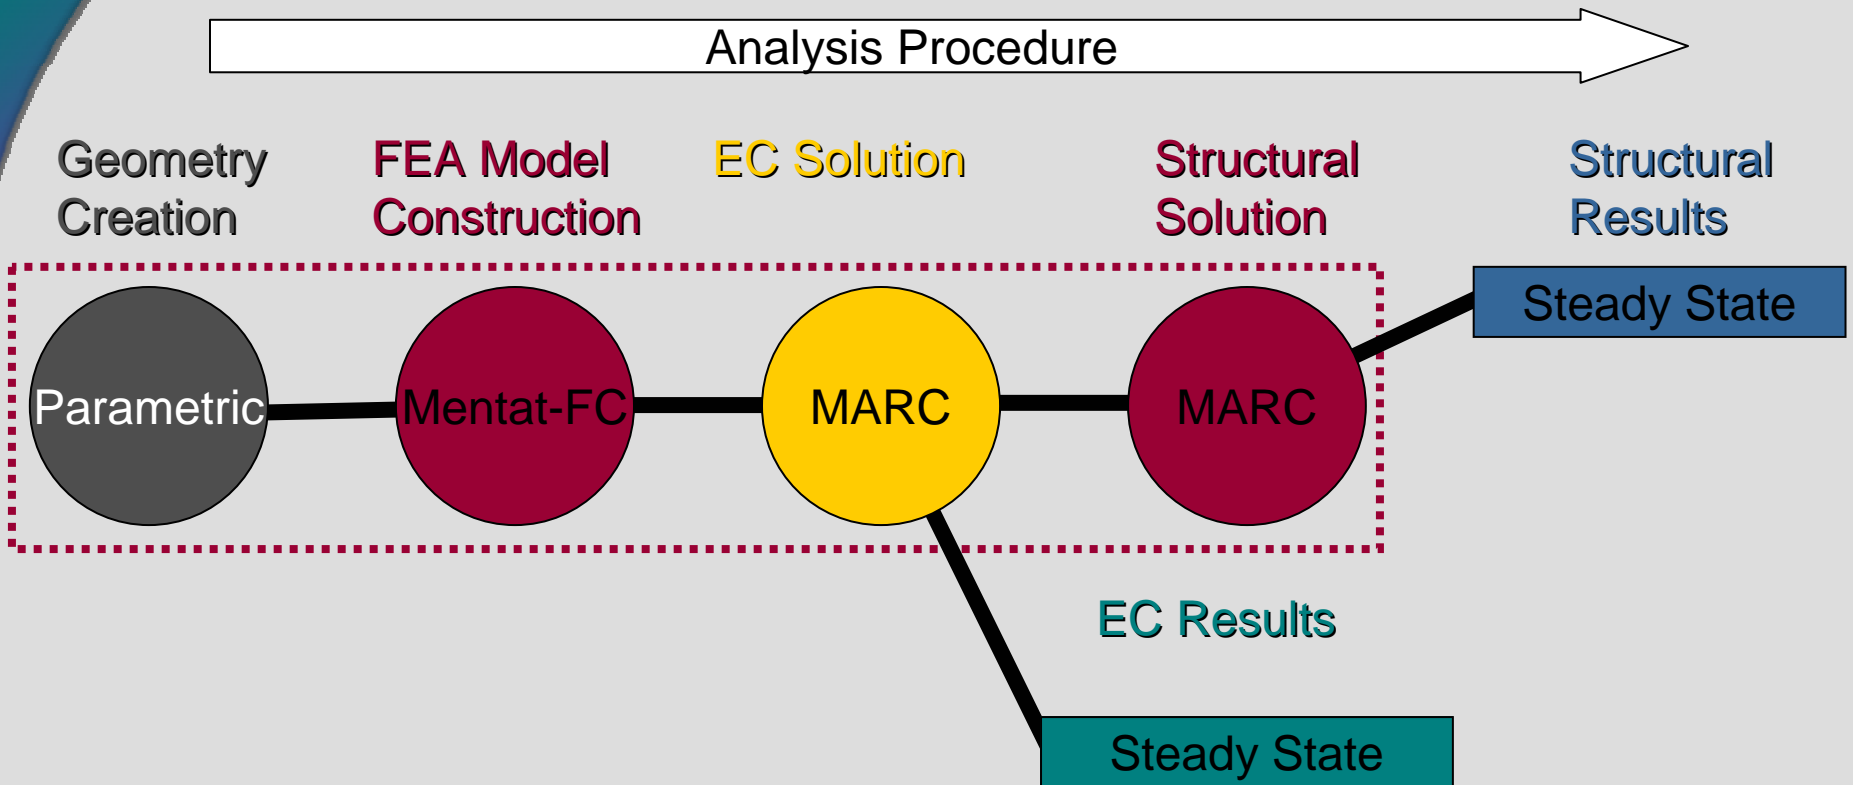 Analysis Procedure
Geometry
Creation
FEA Model
Construction
EC Solution
Structural
Solution
Structural
Results
Parametric
Mentat-FC
MARC
MARC
Steady State
EC Results
Steady State